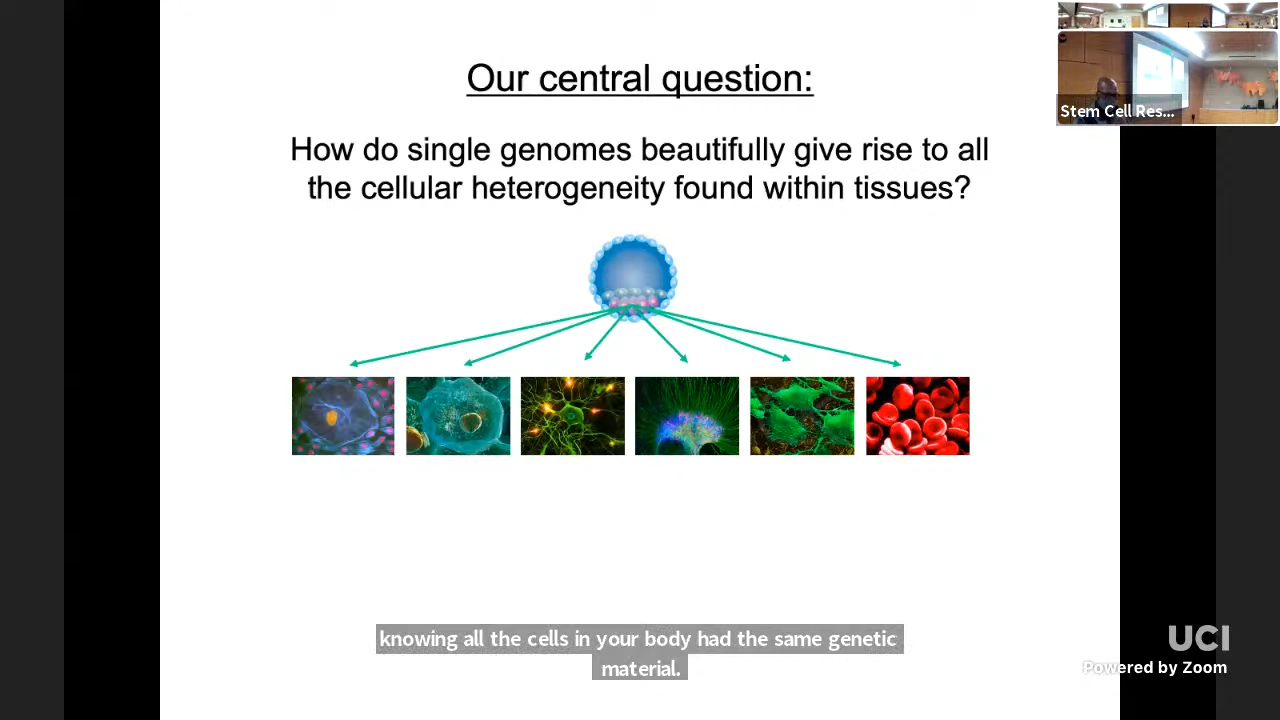 Our central question:
How do single genomes beautifully give rise to all
the cellular heterogeneity found within tissues?
Stem Cell Res...
knowing all the cells in your body had the same genetic
material.
UCI
Powered by Zoom